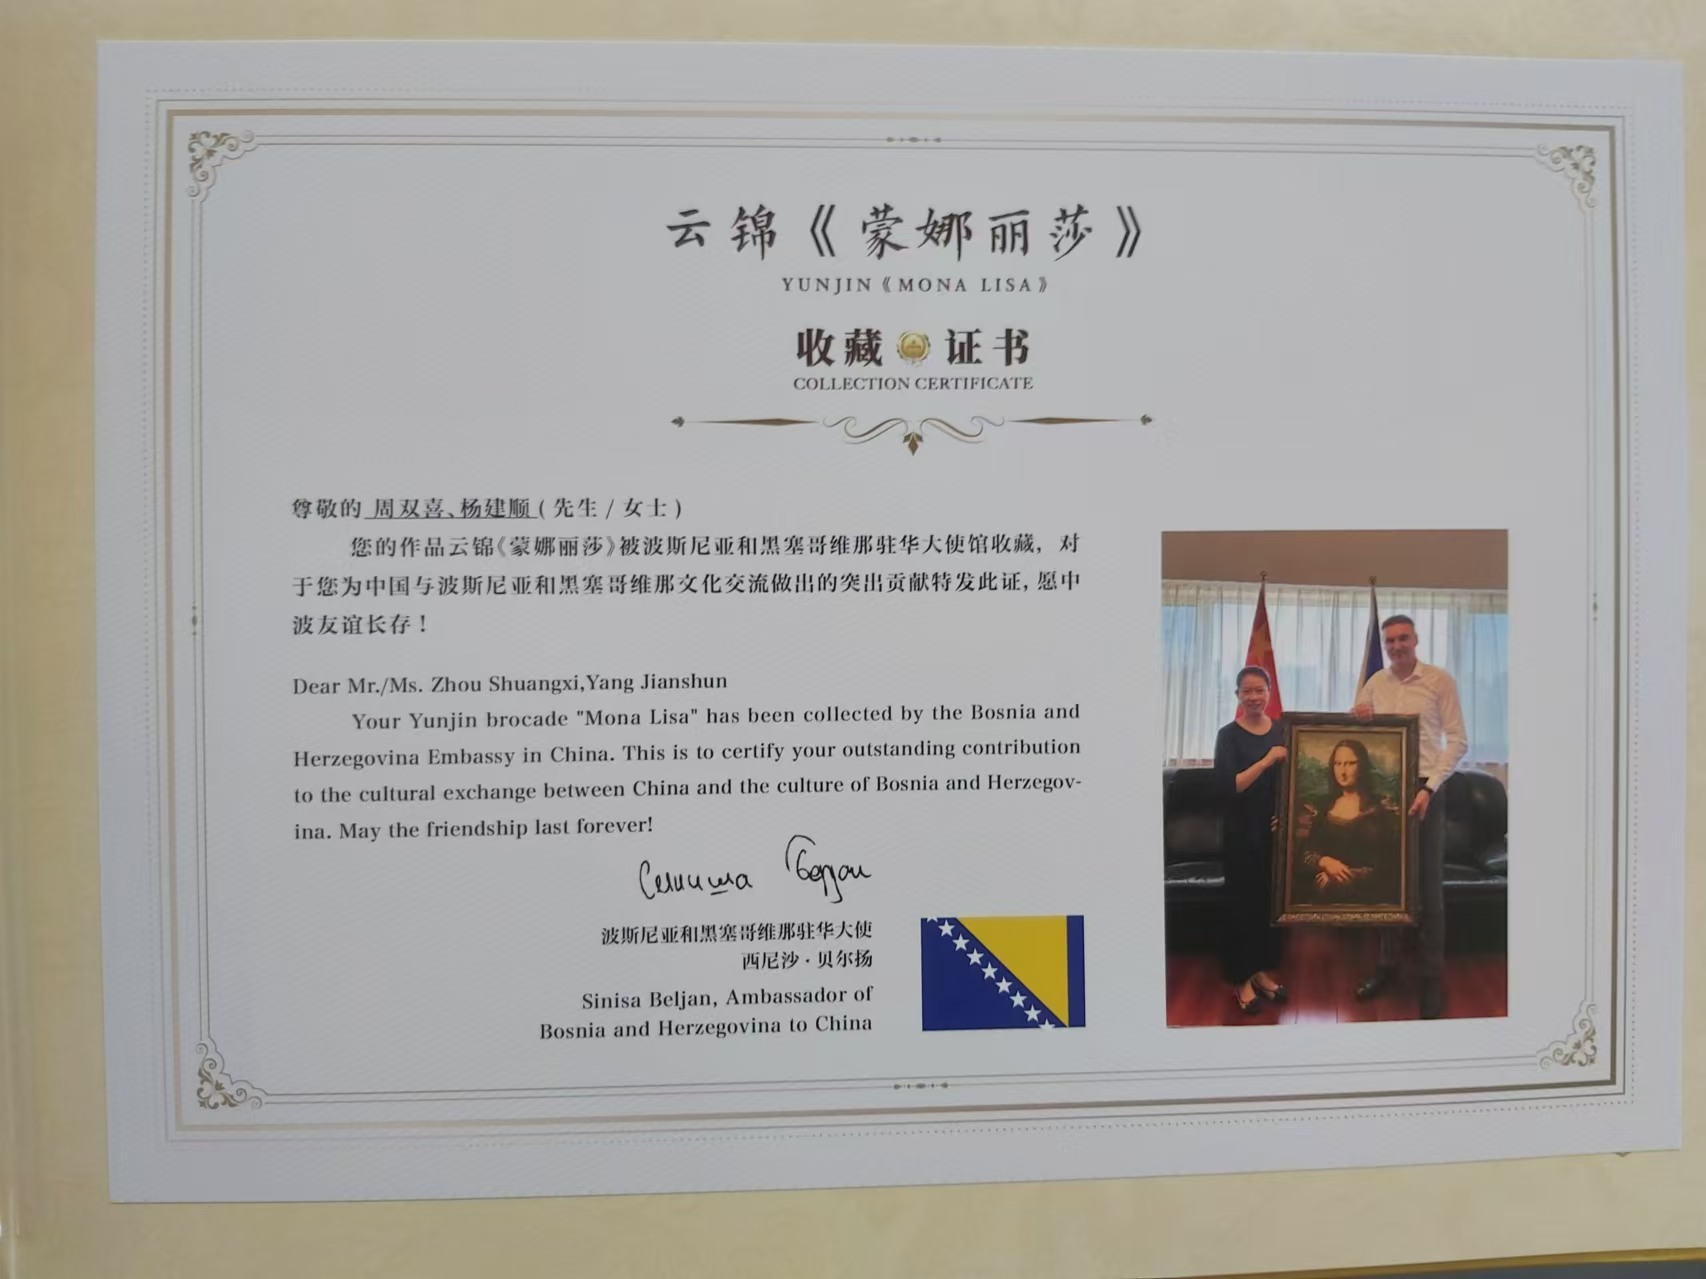 云锦《蒙娜丽莎》
YUNJIN《MONA LISA》
收藏证书
COLLECTION CERTIFICATE
尊敬的 周双喜、杨建顺 ( 先生 / 女士 )
您的作品云锦《蒙娜丽莎》被波斯尼亚和黑塞哥维那驻华大使馆收藏，对
于您为中国与波斯尼亚和黑塞哥维那文化交流做出的突出贡献特发此证，愿中
波友谊长存！
Dear Mr./Ms. Zhou Shuangxi,Yang Jianshun
Your Yunjin brocade "Mona Lisa" has been collected by the Bosnia and
Herzegovina Embassy in China. This is to certify your outstanding contribution
to the cultural exchange between China and the culture of Bosnia and Herzegov-
ina. May the friendship last forever!
Синиша Берјан
波斯尼亚和黑塞哥维那驻华大使
西尼沙·贝尔扬
Sinisa Beljan, Ambassador of
Bosnia and Herzegovina to China